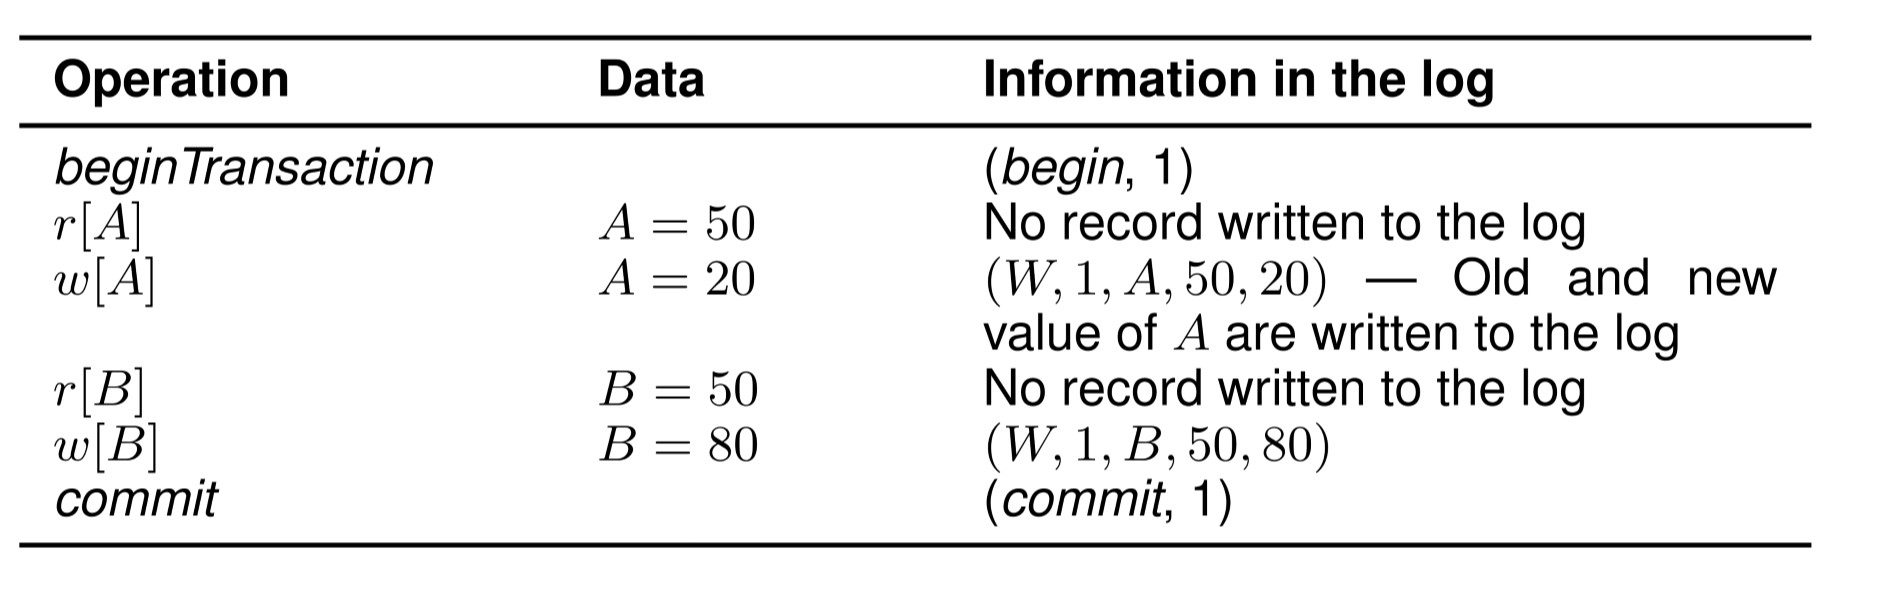 Operation Data Information in the log
beginTransaction (begin, 1)
r[A] A = 50 No record written to the log
w[A] A = 20 (W, 1, A, 50, 20) — Old and new
value of A are written to the log
r[B] B = 50 No record written to the log
w[B] B = 80 (W, 1, B, 50, 80)
commit (commit, 1)